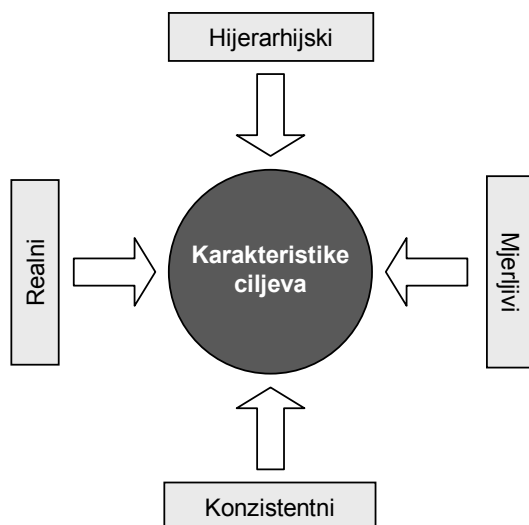 Hijerarhijski
Realni
Karakteristike
ciljeva
Mjerljivi
Konzistentni